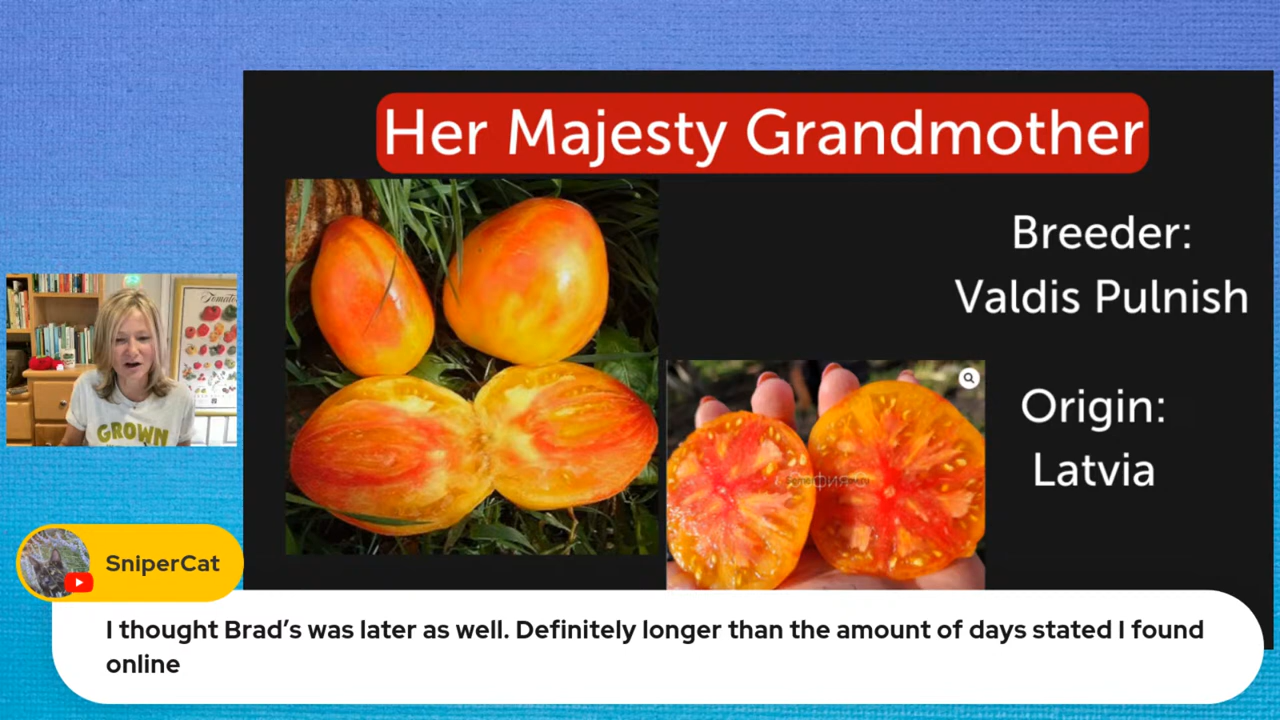 Her Majesty Grandmother
Breeder:
Valdis Pulnish
Origin:
Latvia
Tomato
GROWN
SniperCat
I thought Brad's was later as well. Definitely longer than the amount of days stated I found
online